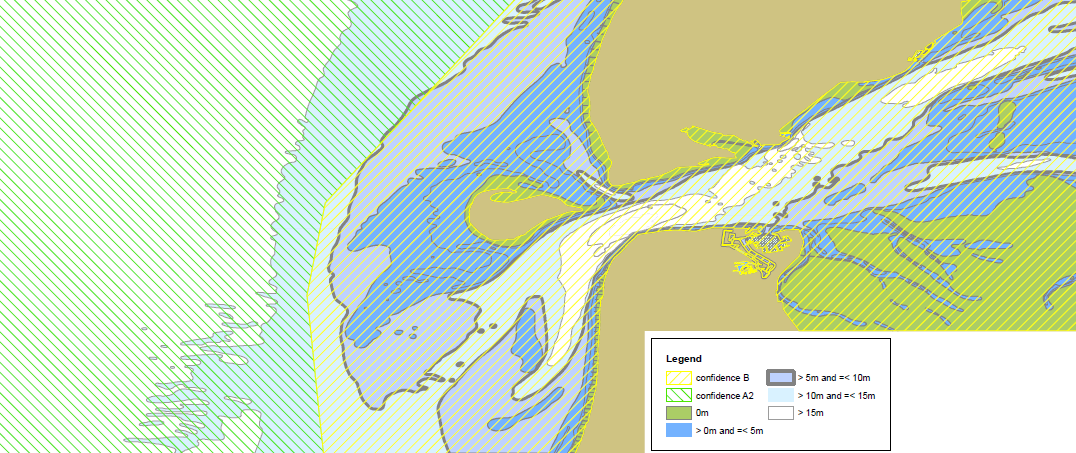 Legend
confidence B
confidence A2
0m
> 0m and =< 5m
> 5m and =< 10m
> 10m and =< 15m
> 15m